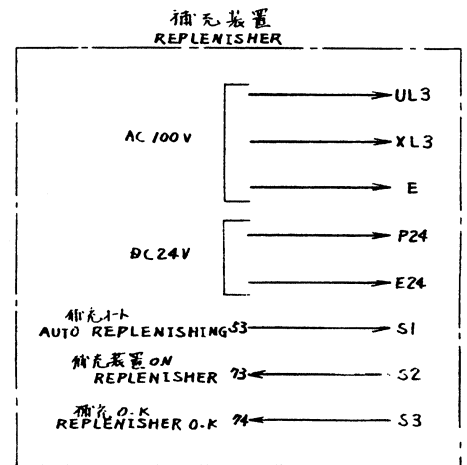 補充装置
REPLENISHER
UL3
AC 100V
XL3
E
P24
DC24V
E24
補充オート
AUTO REPLENISHING 53 S1
補充装置ON
REPLENISHER 73 S2
補充O.K
REPLENISHER O.K 74 S3